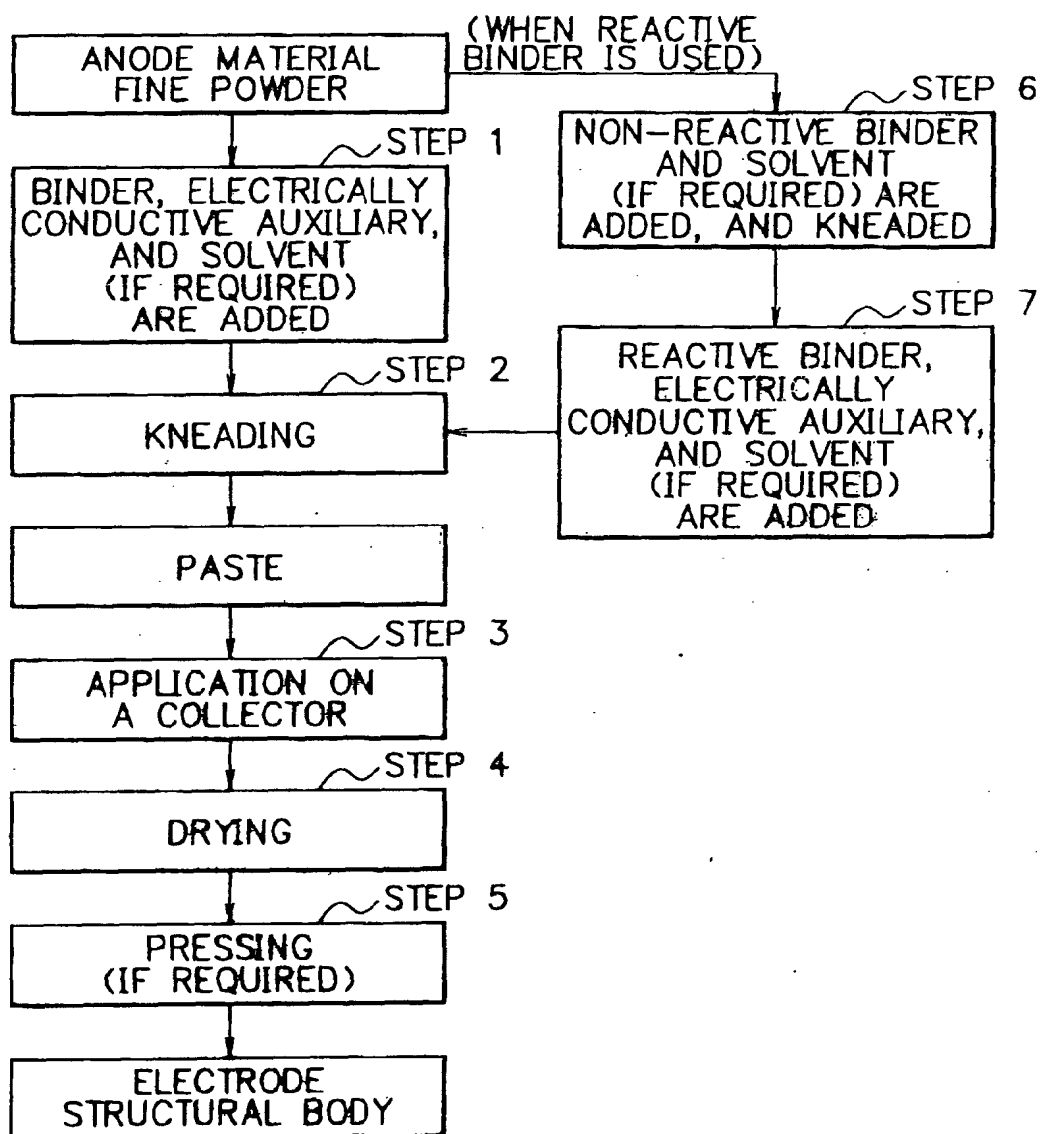 ANODE MATERIAL
FINE POWDER
(WHEN REACTIVE
BINDER IS USED)
STEP 1
BINDER, ELECTRICALLY
CONDUCTIVE AUXILIARY,
AND SOLVENT
(IF REQUIRED)
ARE ADDED
STEP 6
NON-REACTIVE BINDER
AND SOLVENT
(IF REQUIRED) ARE
ADDED, AND KNEADED
STEP 7
REACTIVE BINDER,
ELECTRICALLY
CONDUCTIVE AUXILIARY,
AND SOLVENT
(IF REQUIRED)
ARE ADDED
STEP 2
KNEADING
PASTE
STEP 3
APPLICATION ON
A COLLECTOR
STEP 4
DRYING
STEP 5
PRESSING
(IF REQUIRED)
ELECTRODE
STRUCTURAL BODY